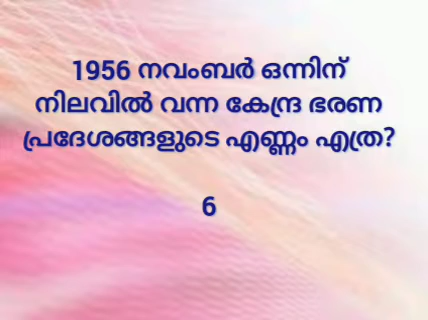 1956 നവംബർ ഒന്നിന്
നിലവിൽ വന്ന കേന്ദ്ര ഭരണ
പ്രദേശങ്ങളുടെ എണ്ണം എത്ര?
6